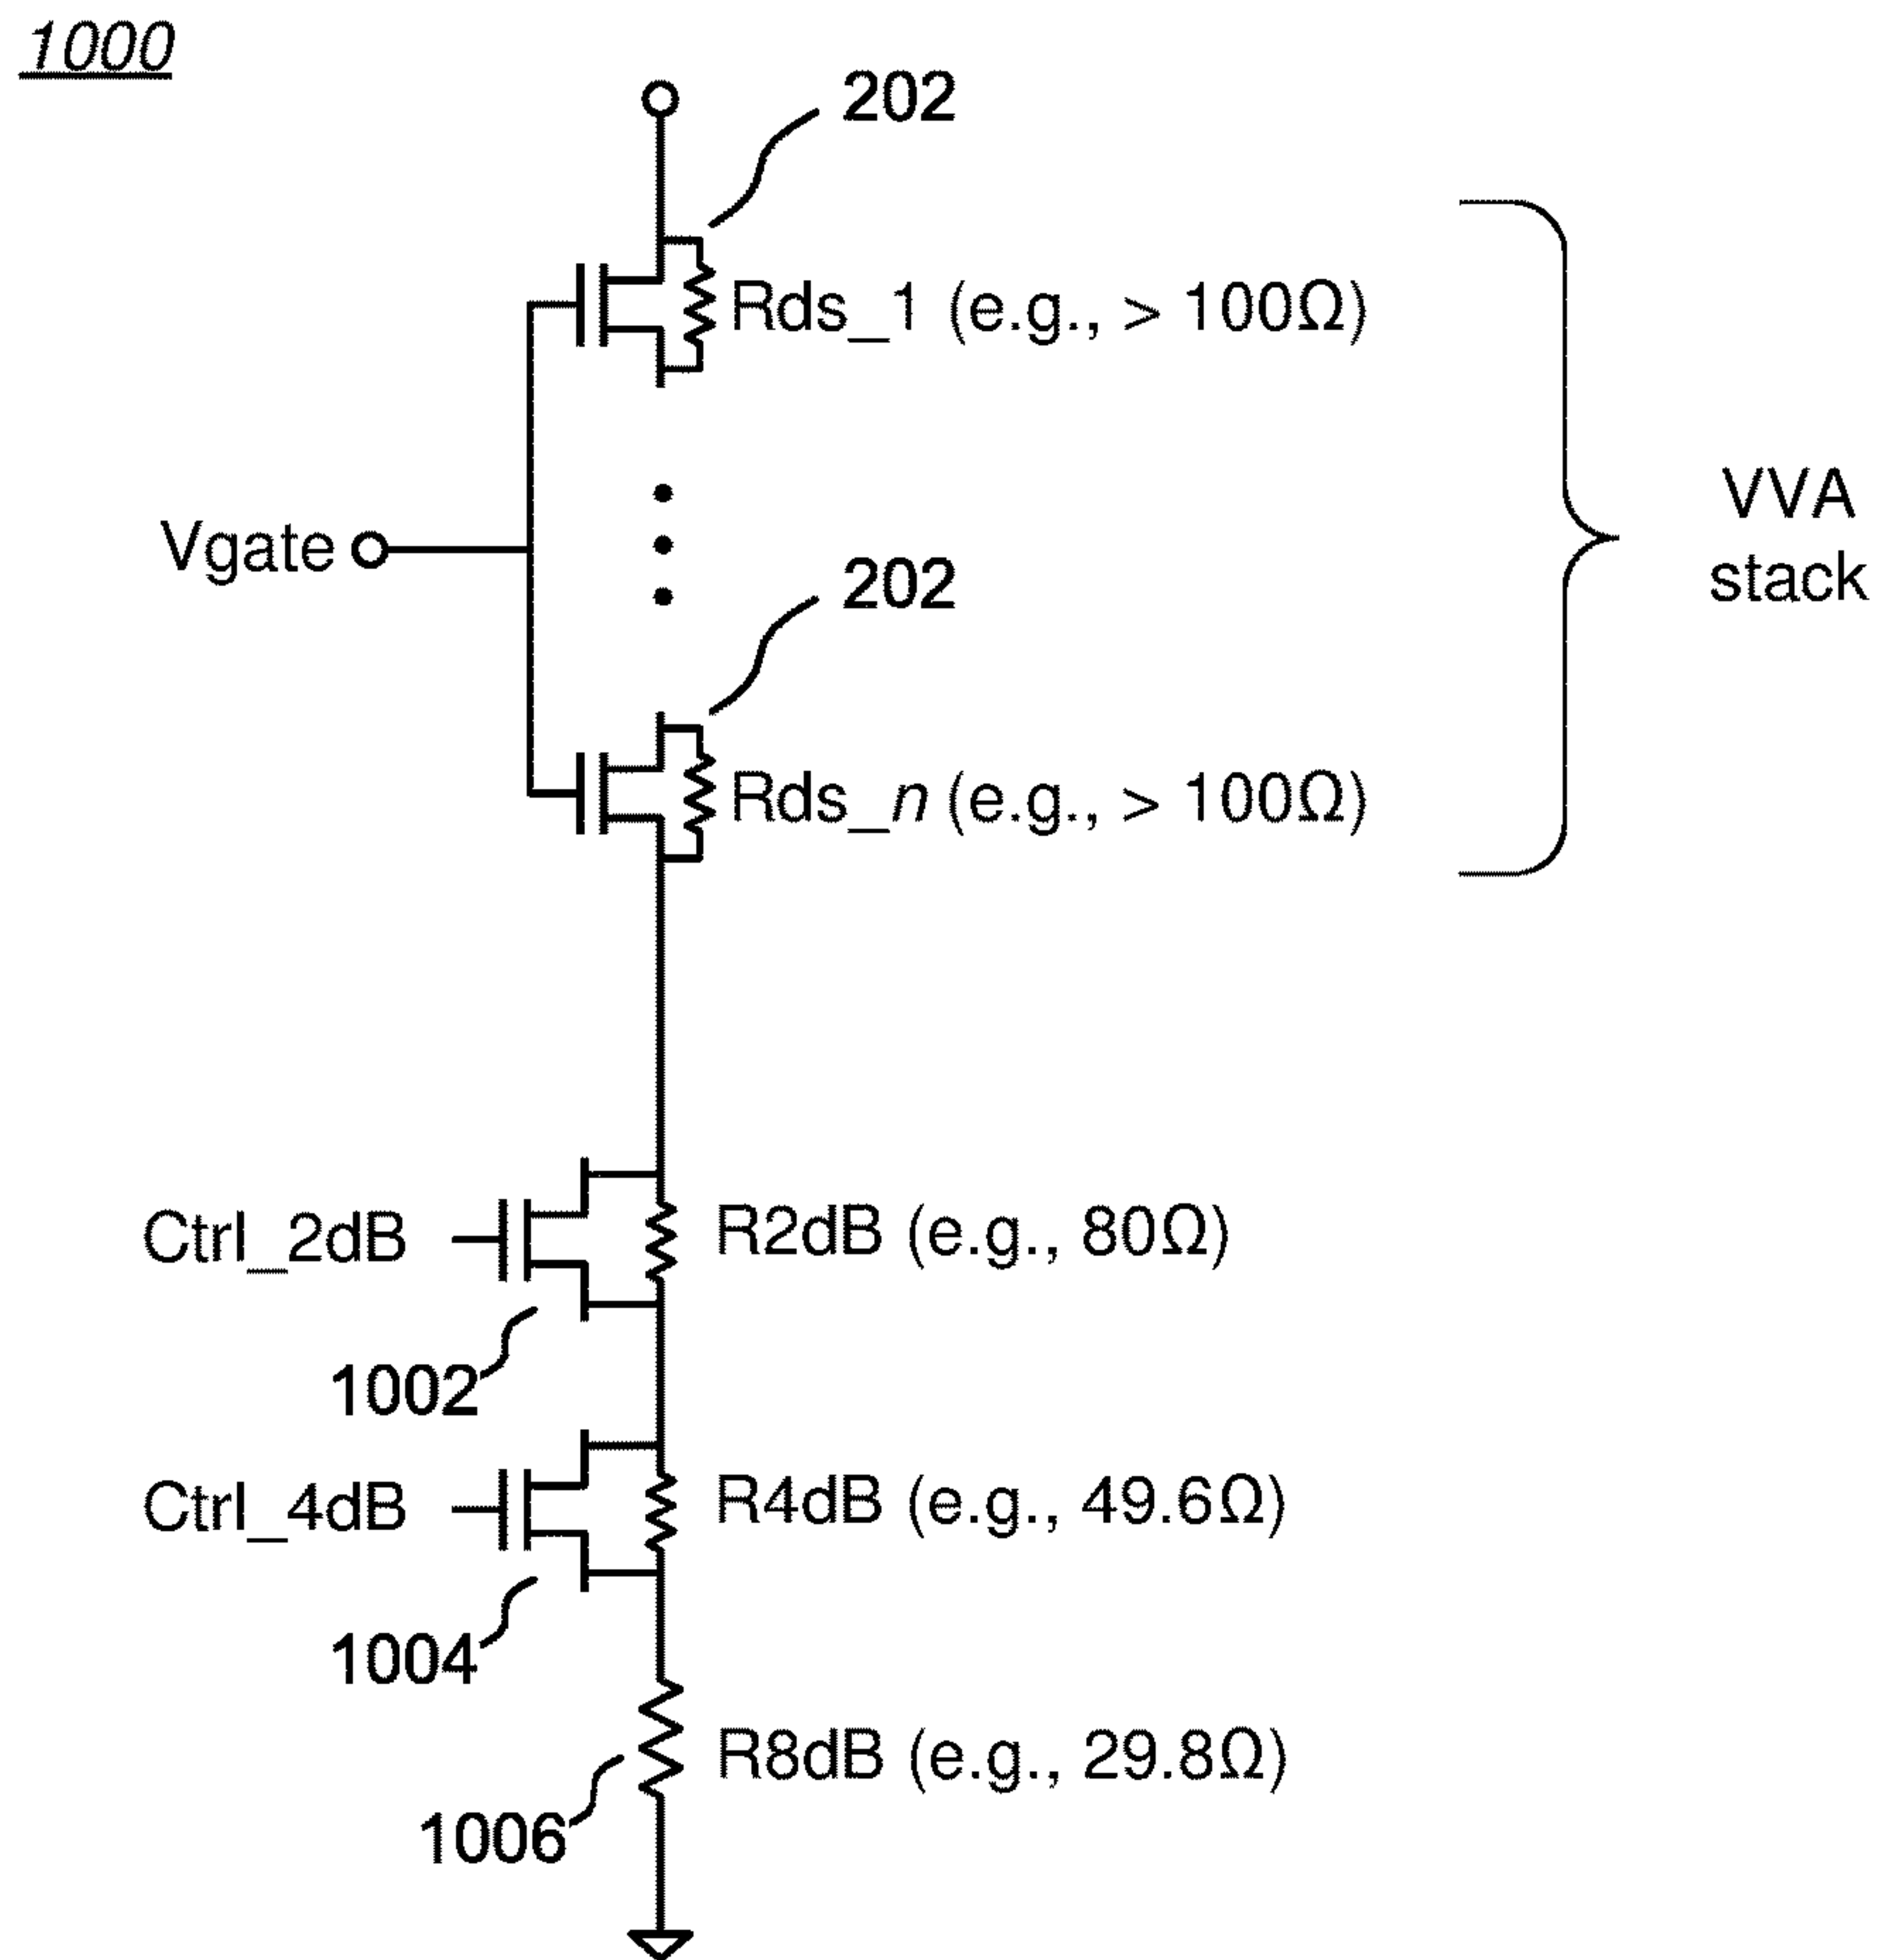 1000
202
Rds_1 (e.g., > 100Ω)
VVA
stack
Vgate
202
Rds_n (e.g., > 100Ω)
Ctrl_2dB
R2dB (e.g., 80Ω)
1002
Ctrl_4dB
R4dB (e.g., 49.6Ω)
1004
R8dB (e.g., 29.8Ω)
1006